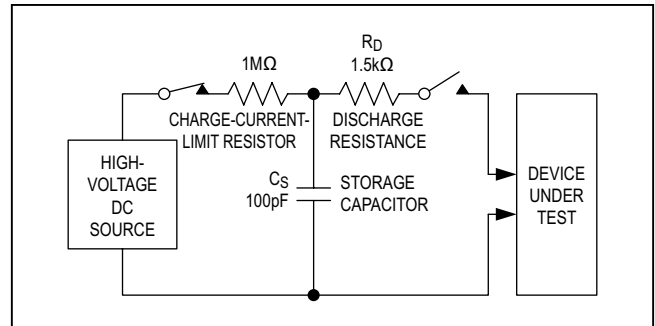 1MΩ
CHARGE-CURRENT-
LIMIT RESISTOR
RD
1.5kΩ
DISCHARGE
RESISTANCE
HIGH-
VOLTAGE
DC
SOURCE
CS
100pF
STORAGE
CAPACITOR
DEVICE
UNDER
TEST